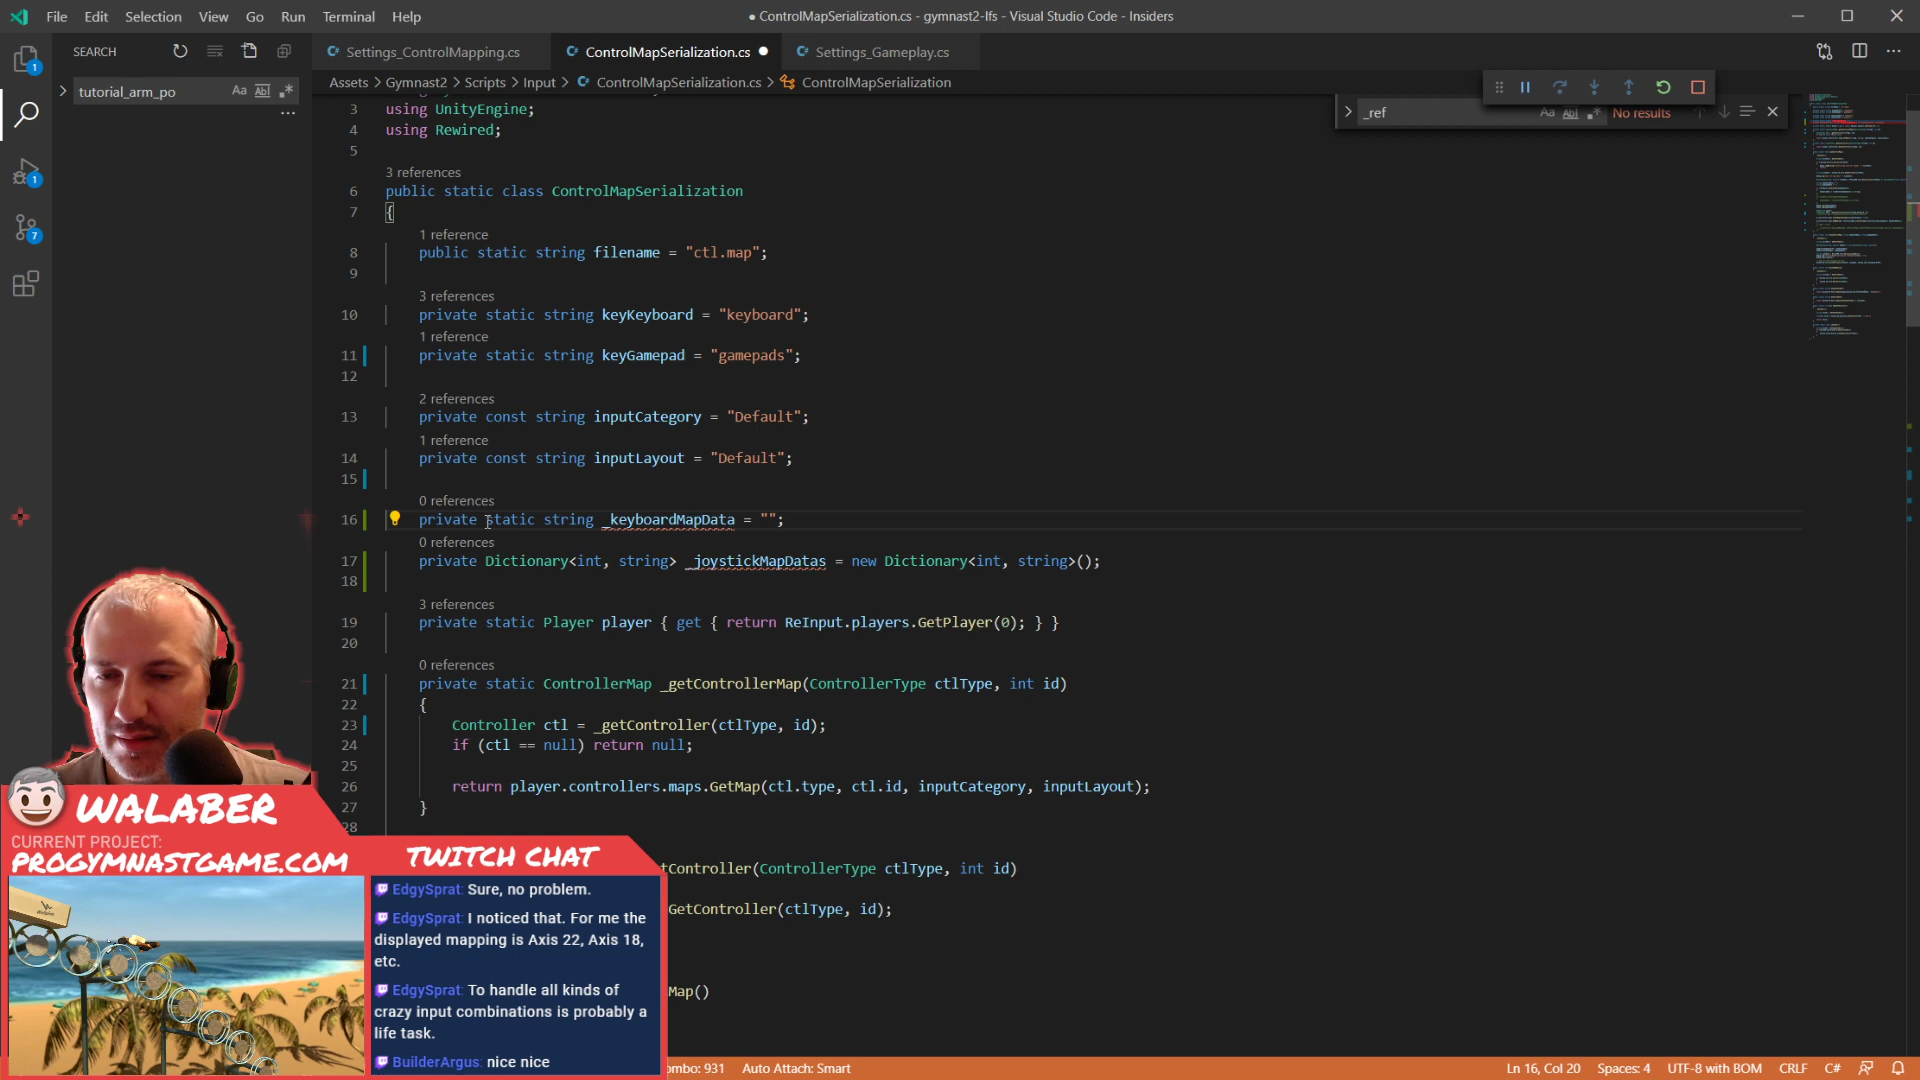 File Edit Selection View Go Run Terminal Help
● ControlMapSerialization.cs - gymnast2-lfs - Visual Studio Code - Insiders
SEARCH
Settings_ControlMapping.cs
ControlMapSerialization.cs
Settings_Gameplay.cs
tutorial_arm_po
Assets > Gymnast2 > Scripts > Input > ControlMapSerialization.cs > ControlMapSerialization
_ref
No results
3 using UnityEngine;
4 using Rewired;
5
3 references
6 public static class ControlMapSerialization
7 {
1 reference
8 public static string filename = "ctl.map";
9
3 references
10 private static string keyKeyboard = "keyboard";
1 reference
11 private static string keyGamepad = "gamepads";
12
2 references
13 private const string inputCategory = "Default";
1 reference
14 private const string inputLayout = "Default";
15
0 references
16 private static string _keyboardMapData = "";
0 references
17 private Dictionary<int, string> _joystickMapDatas = new Dictionary<int, string>();
18
3 references
19 private static Player player { get { return ReInput.players.GetPlayer(0); } }
20
0 references
21 private static ControllerMap _getControllerMap(ControllerType ctlType, int id)
22 {
23 Controller ctl = _getController(ctlType, id);
24 if (ctl == null) return null;
25
26 return player.controllers.maps.GetMap(ctl.type, ctl.id, inputCategory, inputLayout);
27 }
28
tController(ControllerType ctlType, int id)
GetController(ctlType, id);
Map()
WALABER
CURRENT PROJECT:
PROGYMNASTGAME.COM
TWITCH CHAT
EdgySprat: Sure, no problem.
EdgySprat: I noticed that. For me the
displayed mapping is Axis 22, Axis 18,
etc.
EdgySprat: To handle all kinds of
crazy input combinations is probably a
life task.
BuilderArgus: nice nice
ombo: 931 Auto Attach: Smart
Ln 16, Col 20 Spaces: 4 UTF-8 with BOM CRLF C#